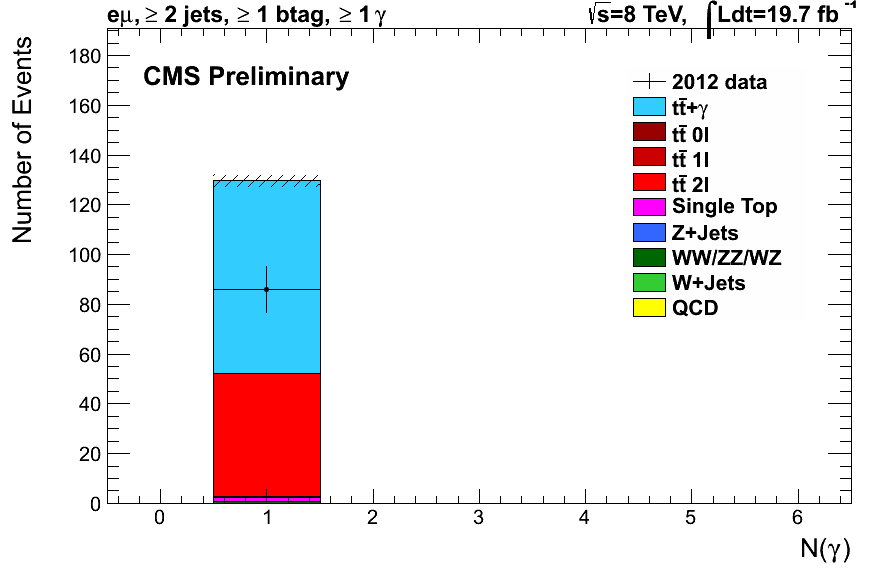 eμ, ≥ 2 jets, ≥ 1 btag, ≥ 1 γ
√s=8 TeV, ∫Ldt=19.7 fb⁻¹
CMS Preliminary
2012 data
tt̄+γ
tt̄ 0l
tt̄ 1l
tt̄ 2l
Single Top
Z+Jets
WW/ZZ/WZ
W+Jets
QCD
Number of Events
180
160
140
120
100
80
60
40
20
0
0 1 2 3 4 5 6
N(γ)